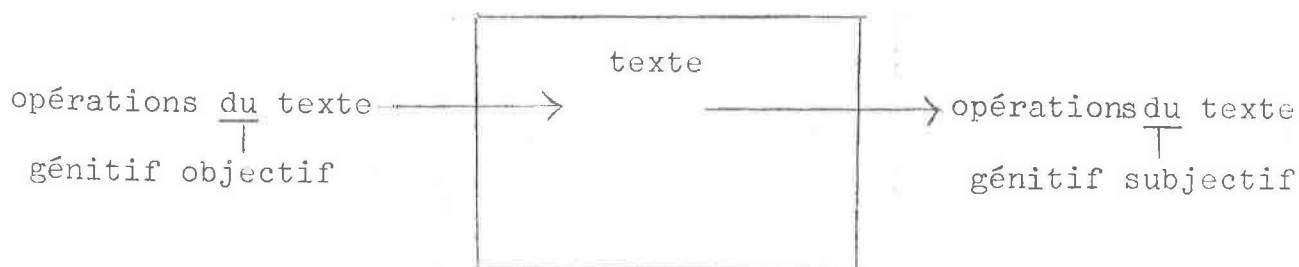 texte
opérations du texte
génitif objectif
opérations du texte
génitif subjectif